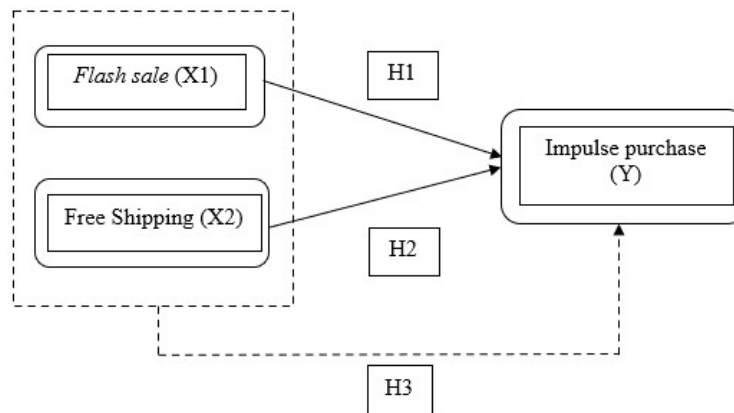 Flash sale (X1)
H1
Impulse purchase
(Y)
Free Shipping (X2)
H2
H3